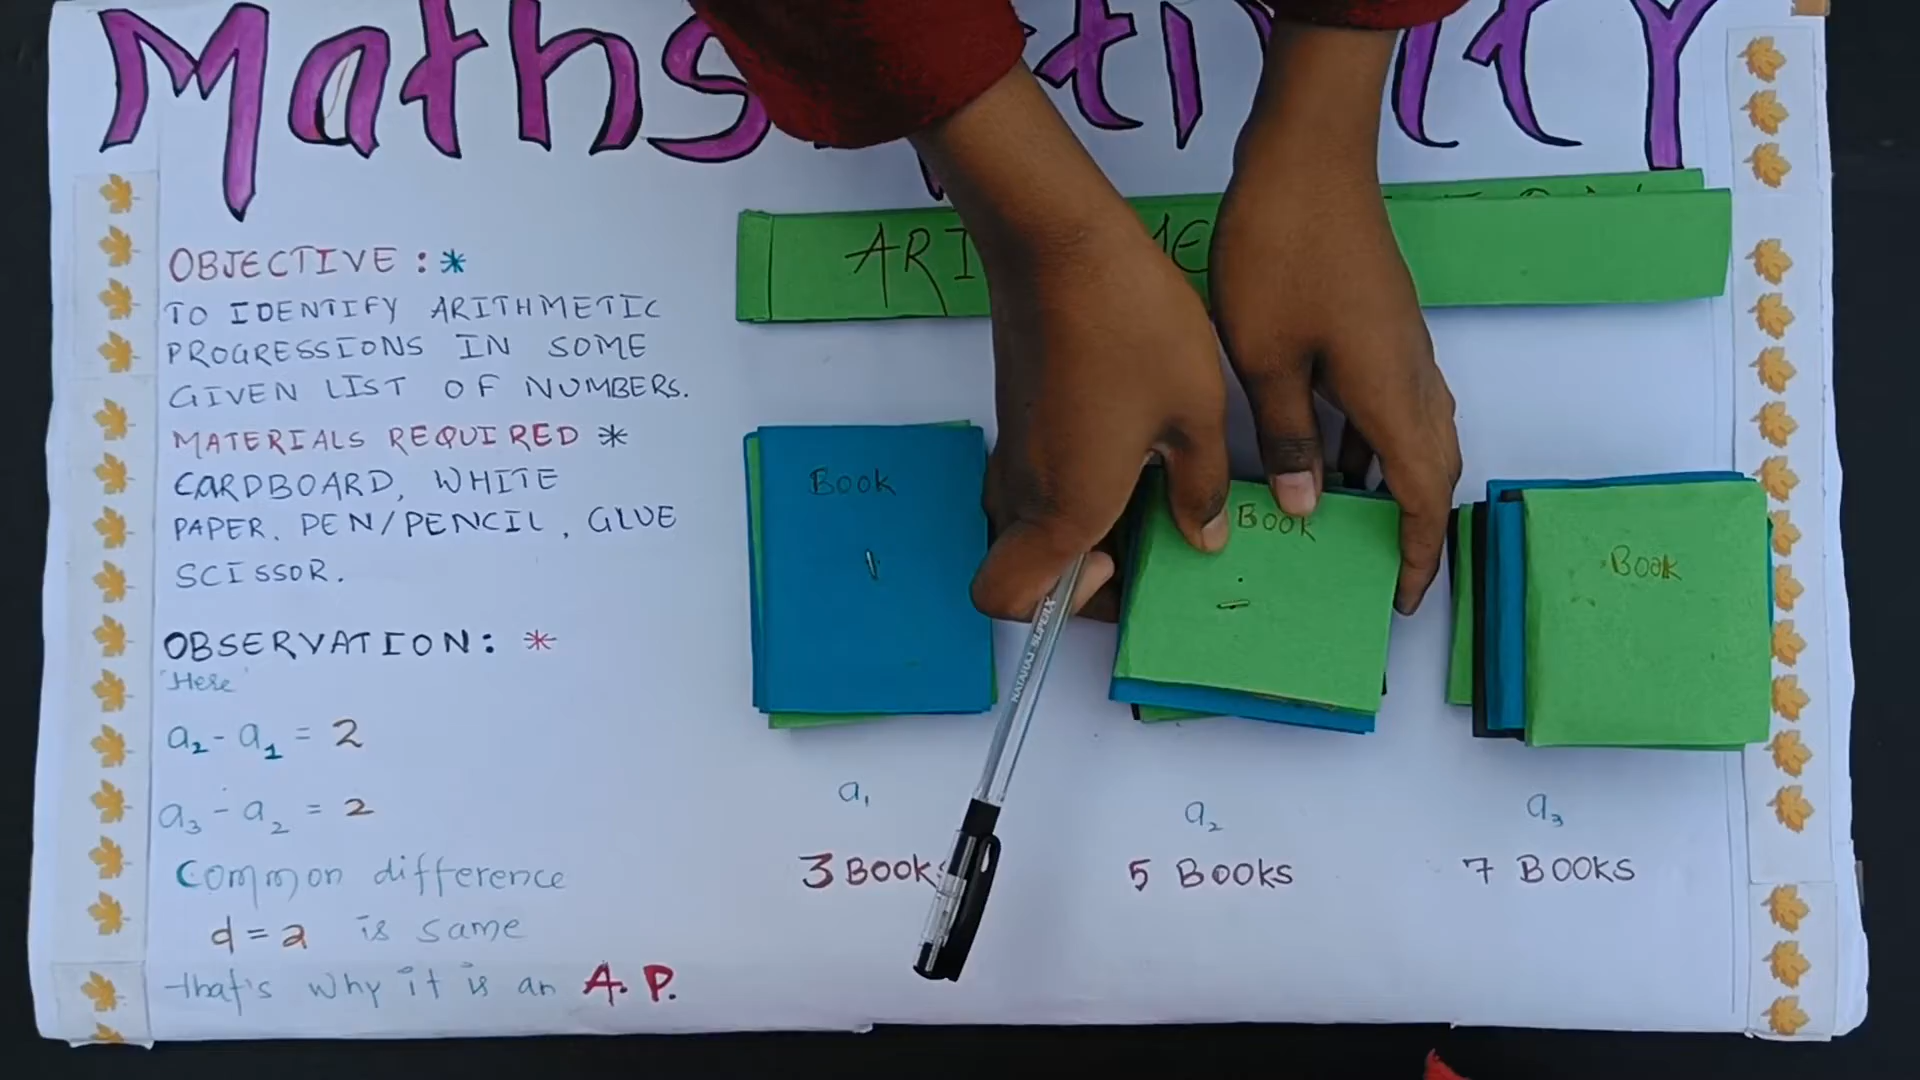 Maths
OBJECTIVE : *
TO IDENTIFY ARITHMETIC
PROGRESSIONS IN SOME
GIVEN LIST OF NUMBERS.
MATERIALS REQUIRED *
CARDBOARD, WHITE
PAPER. PEN/PENCIL, GLUE
SCISSOR.
OBSERVATION: *
Here
a₂ - a₁ = 2
a₃ - a₂ = 2
Common difference
d = 2 is same
that's why it is an A.P.
Book
Book
Book
NATARAJ SUPERX
a₁
a₂
a₃
3 BOOKS
5 BOOKS
7 BOOKS